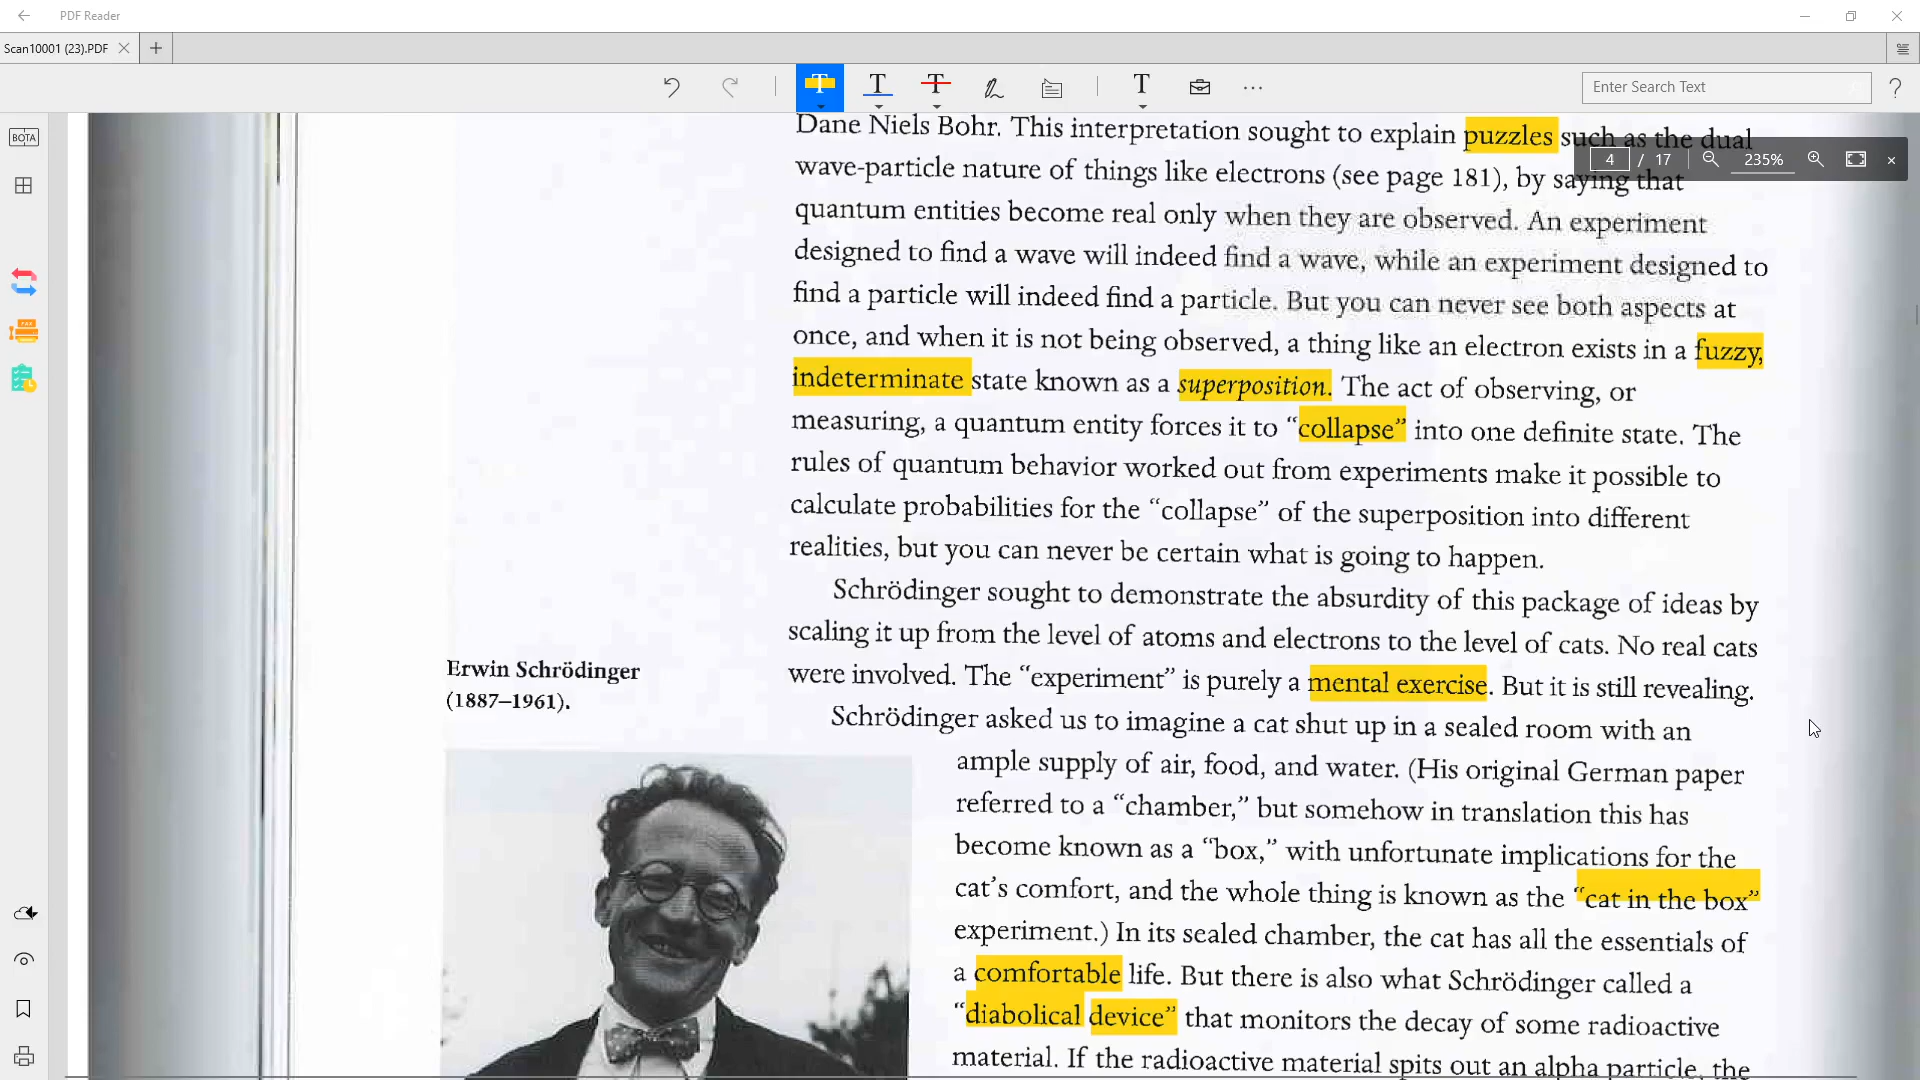 PDF Reader
Scan10001 (23).PDF
Enter Search Text
?
BOTA
4 / 17 235%
Dane Niels Bohr. This interpretation sought to explain puzzles such as the dual
wave-particle nature of things like electrons (see page 181), by saying that
quantum entities become real only when they are observed. An experiment
designed to find a wave will indeed find a wave, while an experiment designed to
find a particle will indeed find a particle. But you can never see both aspects at
once, and when it is not being observed, a thing like an electron exists in a fuzzy,
indeterminate state known as a superposition. The act of observing, or
measuring, a quantum entity forces it to “collapse” into one definite state. The
rules of quantum behavior worked out from experiments make it possible to
calculate probabilities for the “collapse” of the superposition into different
realities, but you can never be certain what is going to happen.
Schrödinger sought to demonstrate the absurdity of this package of ideas by
scaling it up from the level of atoms and electrons to the level of cats. No real cats
were involved. The “experiment” is purely a mental exercise. But it is still revealing.
Schrödinger asked us to imagine a cat shut up in a sealed room with an
ample supply of air, food, and water. (His original German paper
referred to a “chamber,” but somehow in translation this has
become known as a “box,” with unfortunate implications for the
cat’s comfort, and the whole thing is known as the “cat in the box”
experiment.) In its sealed chamber, the cat has all the essentials of
a comfortable life. But there is also what Schrödinger called a
“diabolical device” that monitors the decay of some radioactive
material. If the radioactive material spits out an alpha particle, the
Erwin Schrödinger
(1887–1961).